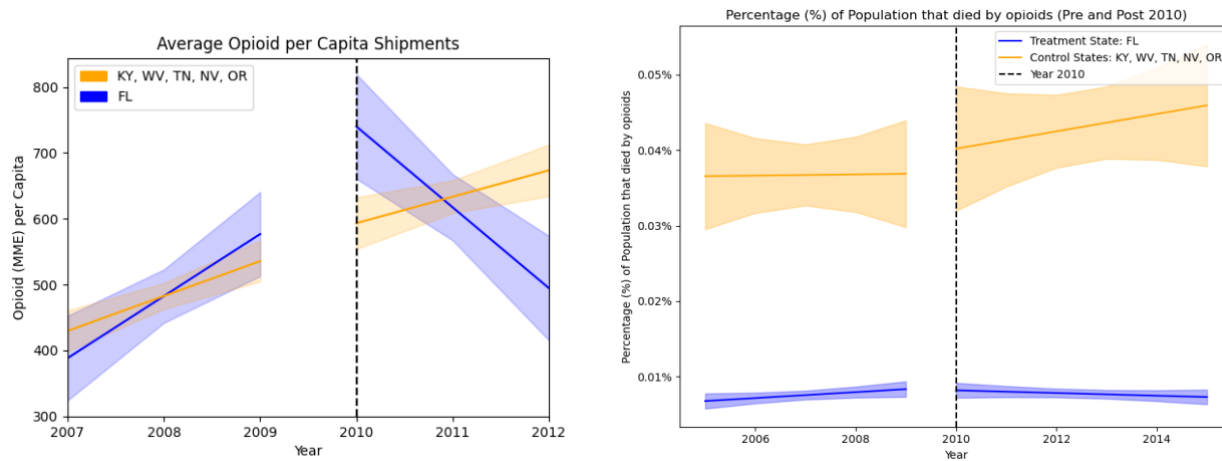 Average Opioid per Capita Shipments
KY, WV, TN, NV, OR
FL
800
700
600
500
400
300
Opioid (MME) per Capita
2007
2008
2009
2010
2011
2012
Year
Percentage (%) of Population that died by opioids (Pre and Post 2010)
Treatment State: FL
Control States: KY, WV, TN, NV, OR
Year 2010
0.05%
0.04%
0.03%
0.02%
0.01%
Percentage (%) of Population that died by opioids
2006
2008
2010
2012
2014
Year